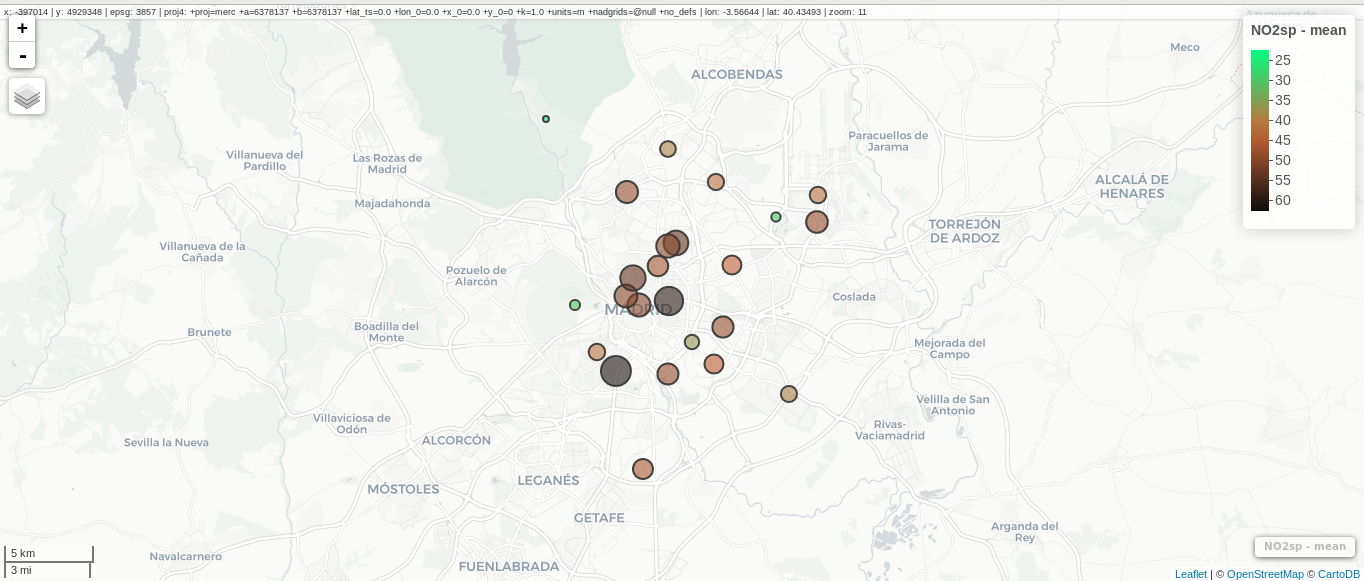 x: -397014 | y: 4929348 | epsg: 3857 | proj4: +proj=merc +a=6378137 +b=6378137 +lat_ts=0.0 +lon_0=0.0 +x_0=0.0 +y_0=0 +k=1.0 +units=m +nadgrids=@null +no_defs | lon: -3.56644 | lat: 40.43493 | zoom: 11
+
-
NO2sp - mean
25
30
35
40
45
50
55
60
Meco
ALCOBENDAS
Paracuellos de
Jarama
Villanueva del
Pardillo
Las Rozas de
Madrid
ALCALÁ DE
HENARES
Majadahonda
TORREJÓN
DE ARDOZ
Villanueva de la
Cañada
Pozuelo de
Alarcón
Coslada
MADRID
Brunete
Boadilla del
Monte
Mejorada del
Campo
Velilla de San
Antonio
Villaviciosa de
Odón
Rivas-
Vaciamadrid
Sevilla la Nueva
ALCORCÓN
LEGANÉS
MÓSTOLES
GETAFE
Arganda del
Rey
Navalcarnero
FUENLABRADA
5 km
3 mi
NO2sp - mean
Leaflet | © OpenStreetMap © CartoDB